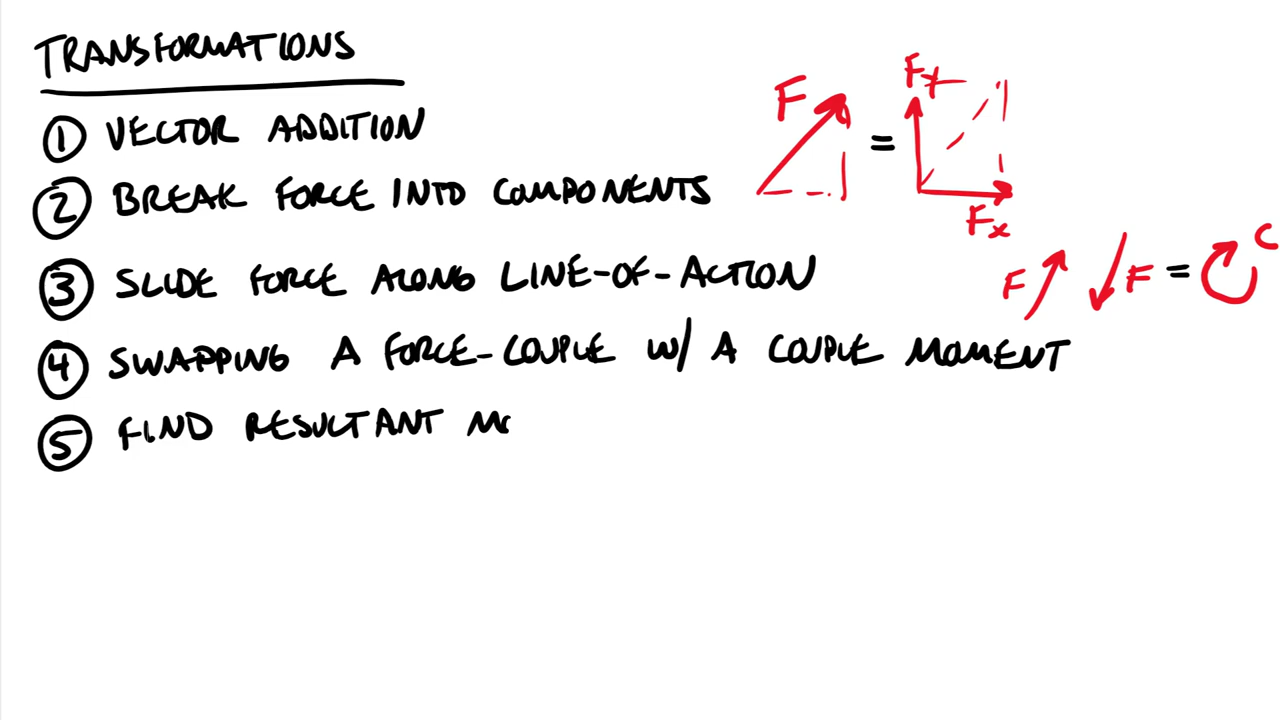 TRANSFORMATIONS
① VECTOR ADDITION
② BREAK FORCE INTO COMPONENTS
③ SLIDE FORCE ALONG LINE-OF-ACTION
④ SWAPPING A FORCE-COUPLE W/ A COUPLE MOMENT
⑤ FIND RESULTANT
F = Fy
Fx
F F = C